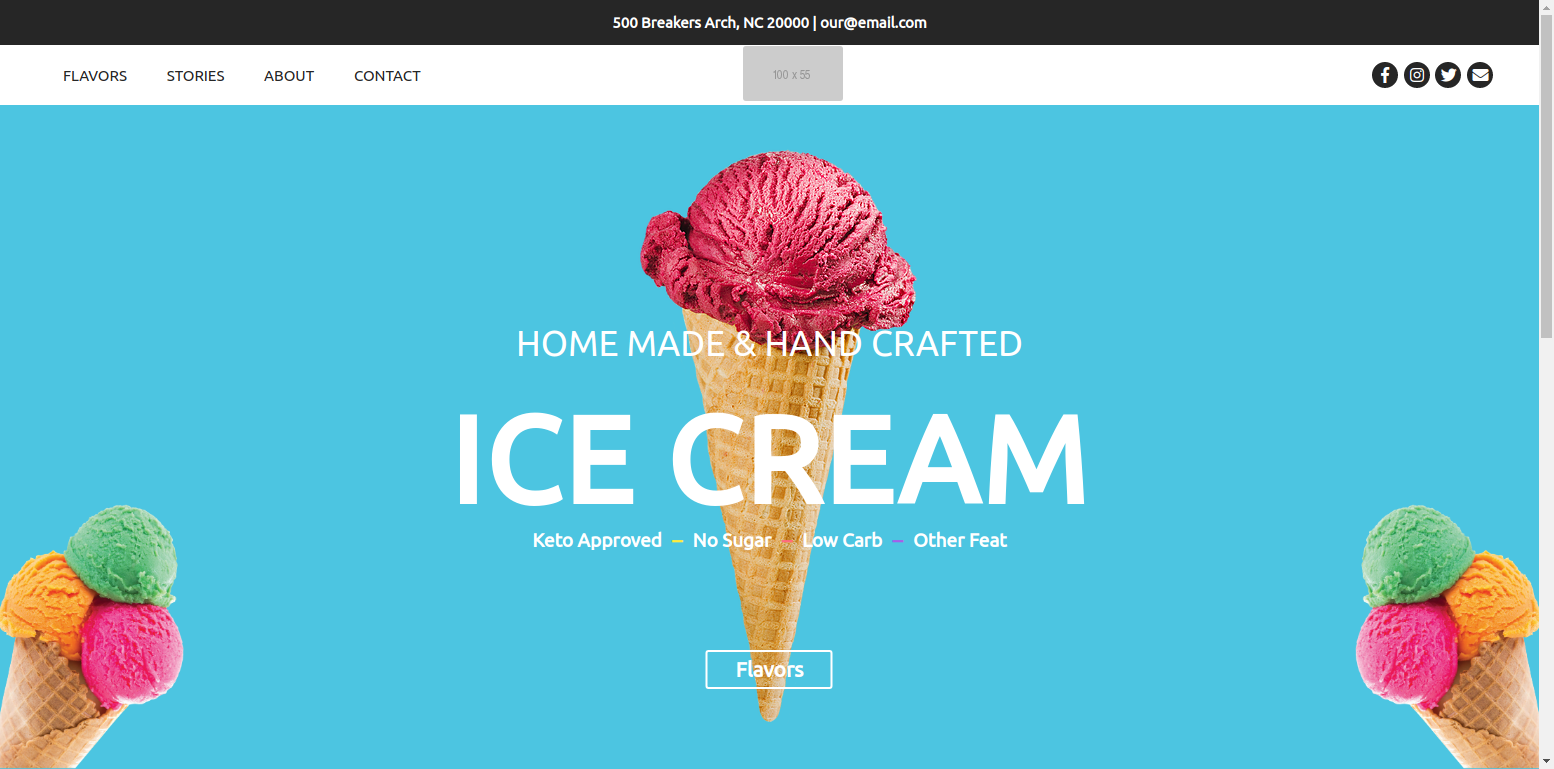 500 Breakers Arch, NC 20000 | our@email.com
FLAVORS STORIES ABOUT CONTACT
100 x 55
HOME MADE & HAND CRAFTED
ICE CREAM
Keto Approved – No Sugar – Low Carb – Other Feat
Flavors